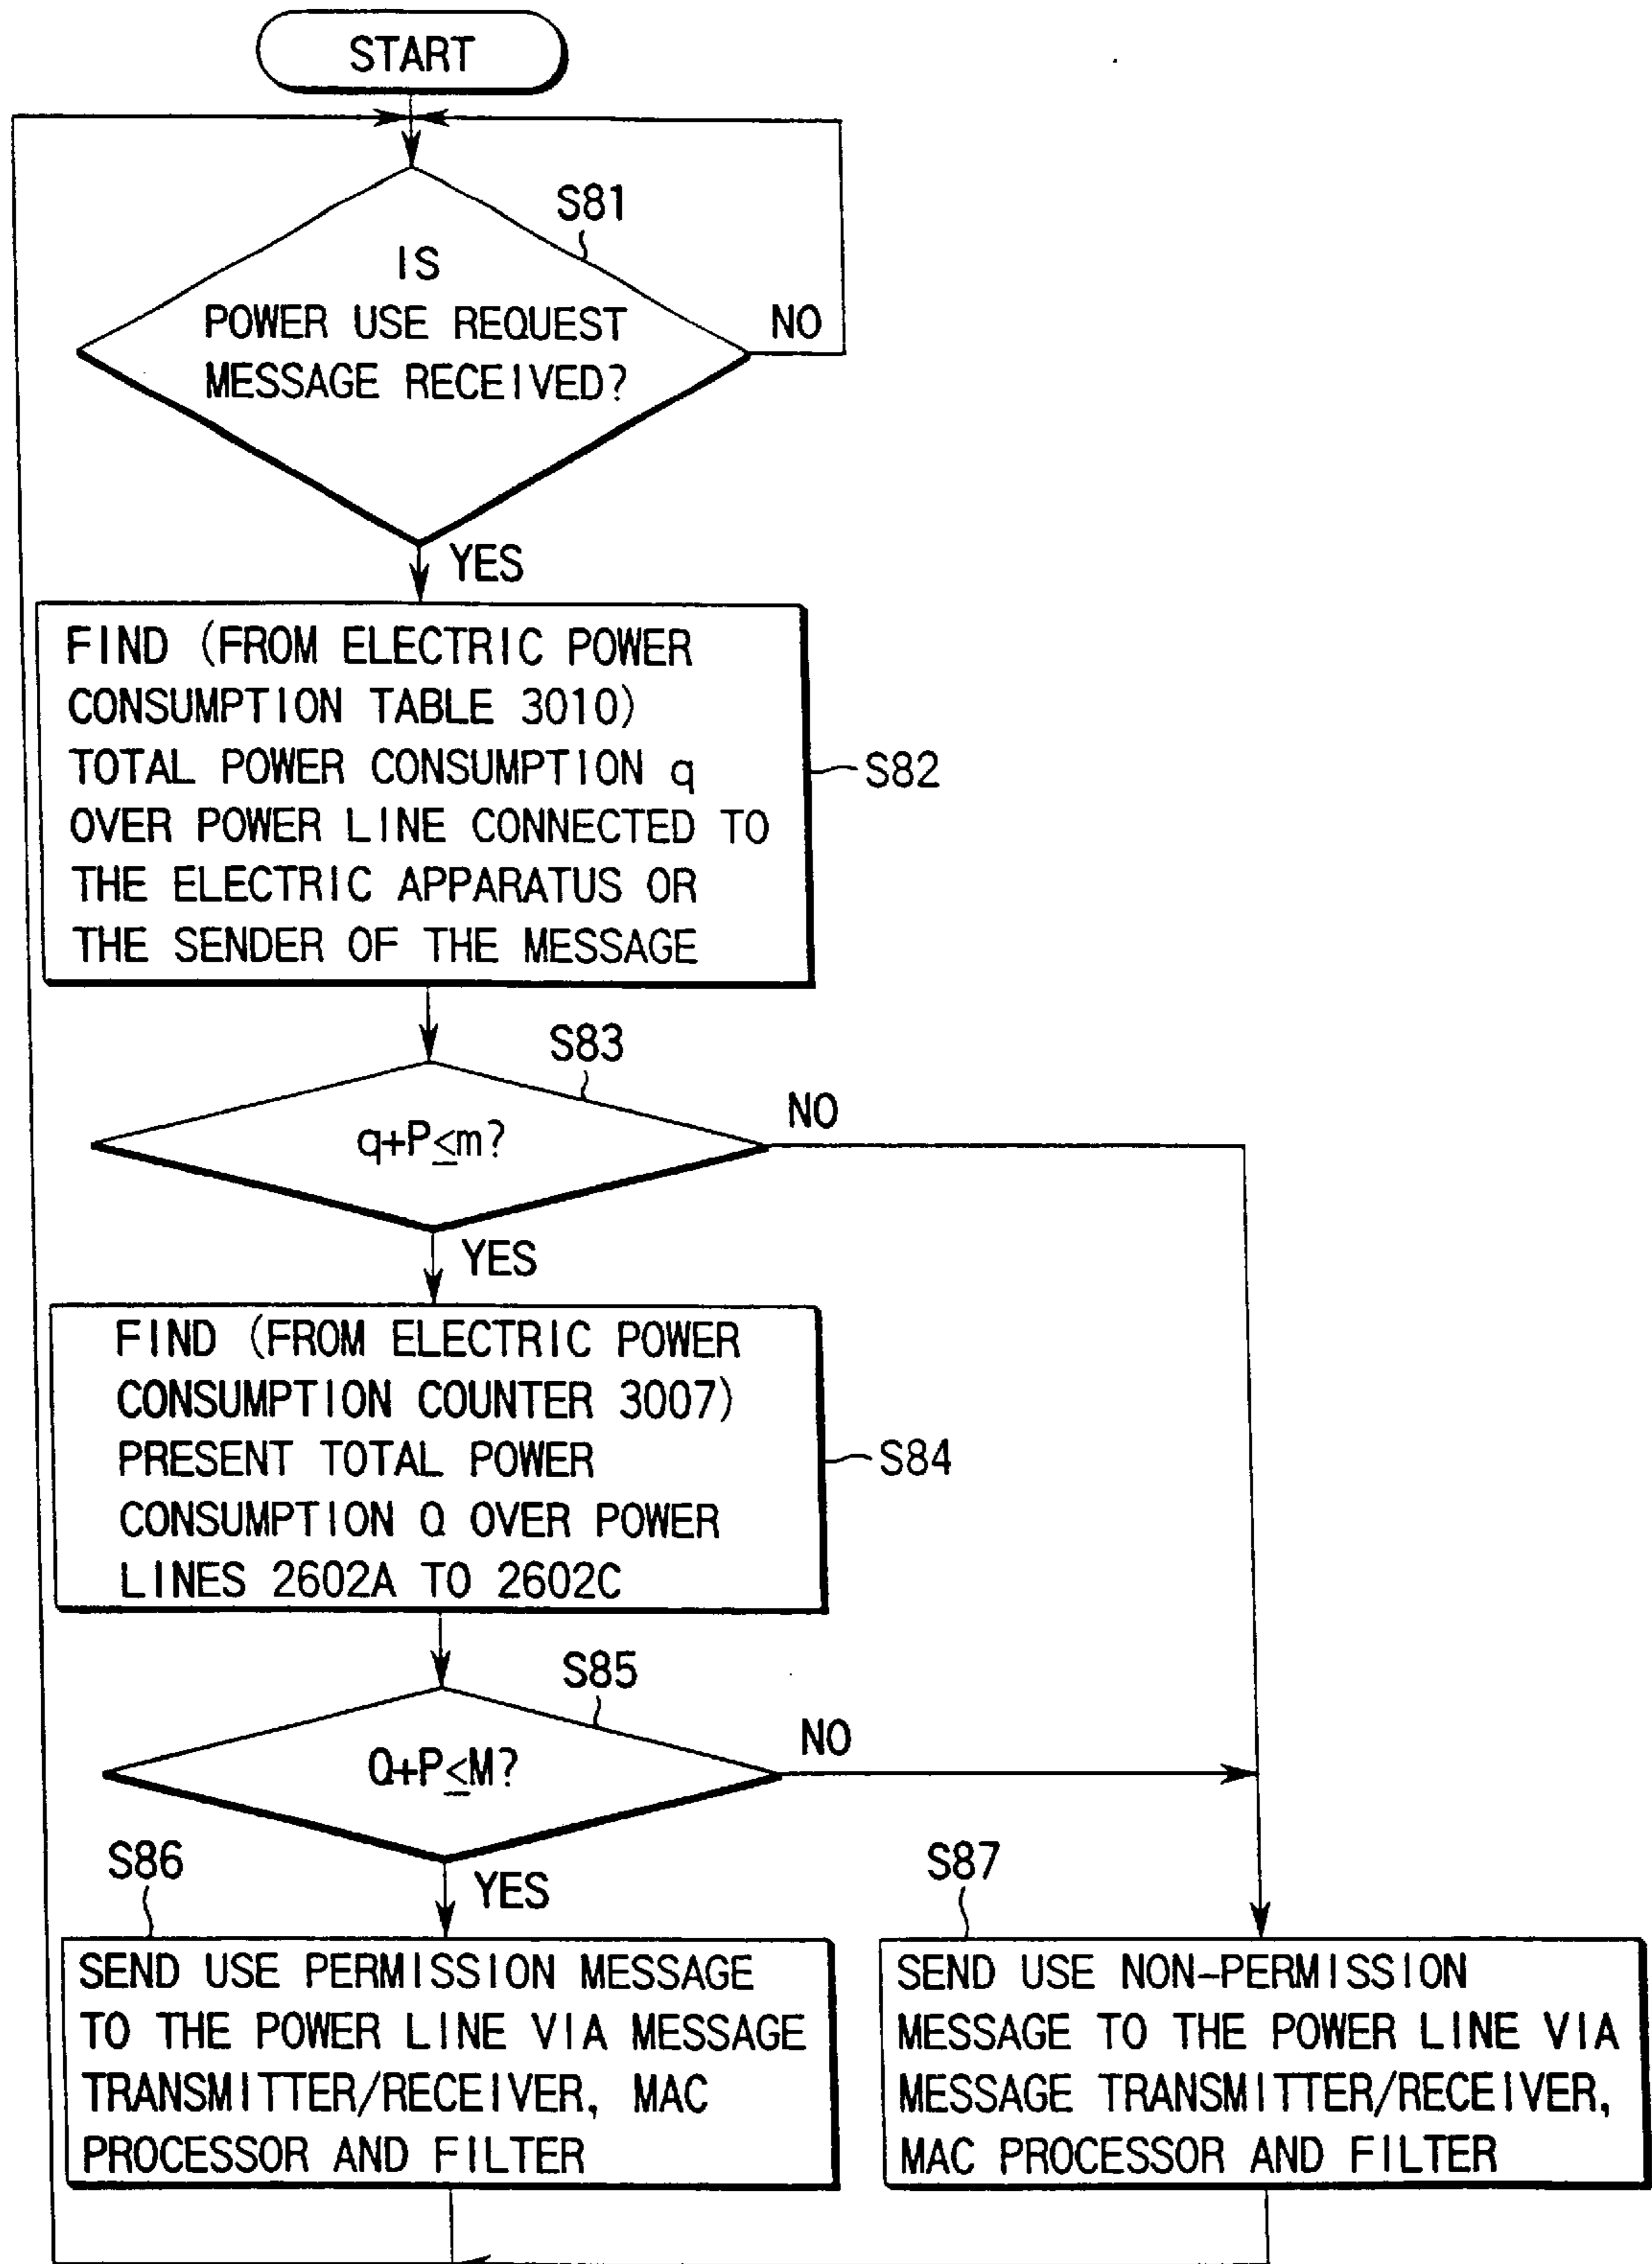 START
S81
IS
POWER USE REQUEST
MESSAGE RECEIVED?
NO
YES
FIND (FROM ELECTRIC POWER
CONSUMPTION TABLE 3010)
TOTAL POWER CONSUMPTION q
OVER POWER LINE CONNECTED TO
THE ELECTRIC APPARATUS OR
THE SENDER OF THE MESSAGE
S82
S83
q+P≤m?
NO
YES
FIND (FROM ELECTRIC POWER
CONSUMPTION COUNTER 3007)
PRESENT TOTAL POWER
CONSUMPTION Q OVER POWER
LINES 2602A TO 2602C
S84
S85
Q+P≤M?
NO
YES
S86
SEND USE PERMISSION MESSAGE
TO THE POWER LINE VIA MESSAGE
TRANSMITTER/RECEIVER, MAC
PROCESSOR AND FILTER
S87
SEND USE NON-PERMISSION
MESSAGE TO THE POWER LINE VIA
MESSAGE TRANSMITTER/RECEIVER,
MAC PROCESSOR AND FILTER